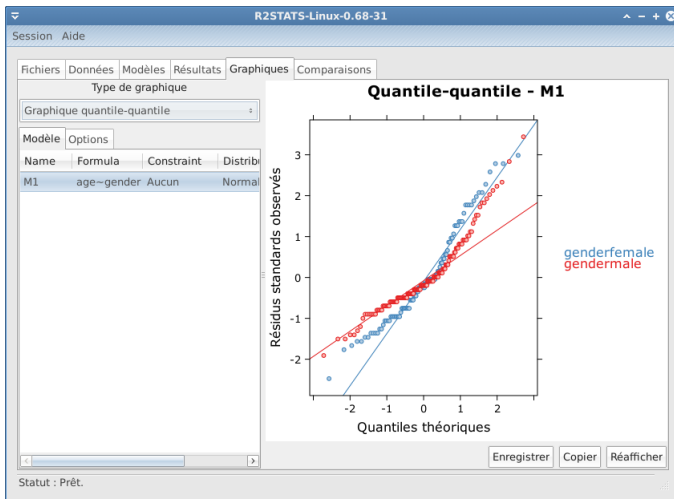 R2STATS-Linux-0.68-31
Session Aide
Fichiers Données Modèles Résultats Graphiques Comparaisons
Type de graphique
Graphique quantile-quantile
Modèle Options
Name Formula Constraint Distribu
M1 age~gender Aucun Normal
Quantile-quantile - M1
Résidus standards observés
3
2
1
0
-1
-2
-2 -1 0 1 2
Quantiles théoriques
genderfemale
gendermale
Enregistrer Copier Réafficher
Statut : Prêt.